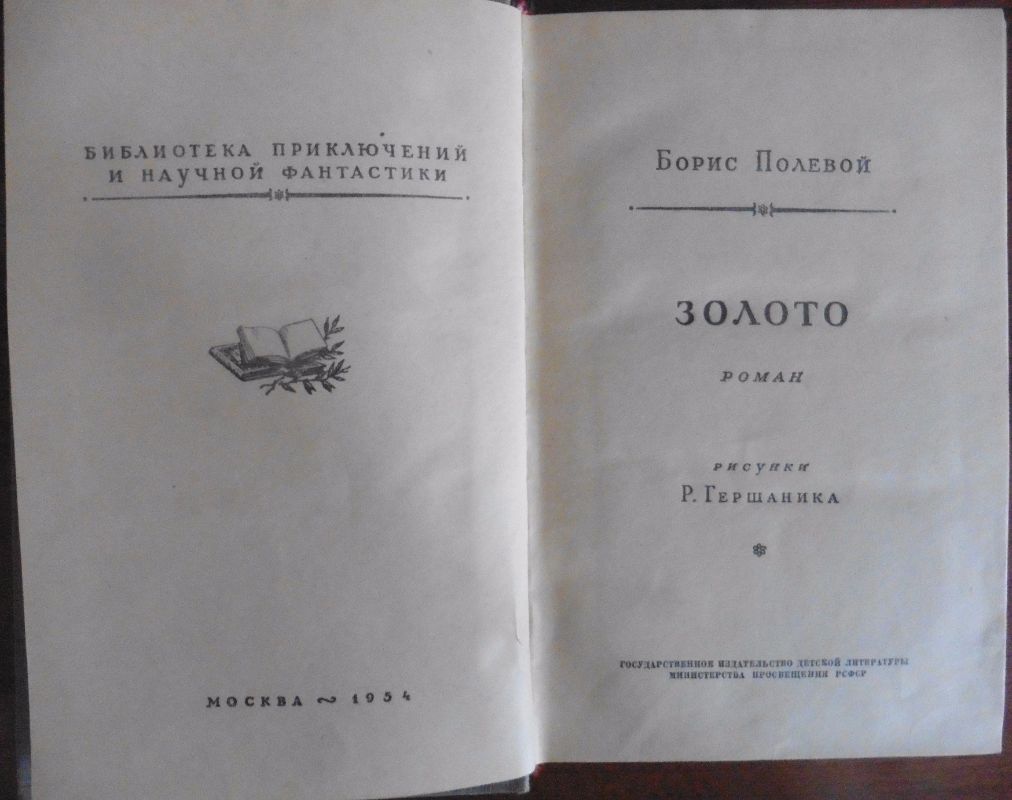 БИБЛИОТЕКА ПРИКЛЮЧЕНИЙ
И НАУЧНОЙ ФАНТАСТИКИ
МОСКВА ~ 1954
БОРИС ПОЛЕВОЙ
ЗОЛОТО
РОМАН
РИСУНКИ
Р. ГЕРШАНИКА
ГОСУДАРСТВЕННОЕ ИЗДАТЕЛЬСТВО ДЕТСКОЙ ЛИТЕРАТУРЫ
МИНИСТЕРСТВА ПРОСВЕЩЕНИЯ РСФСР